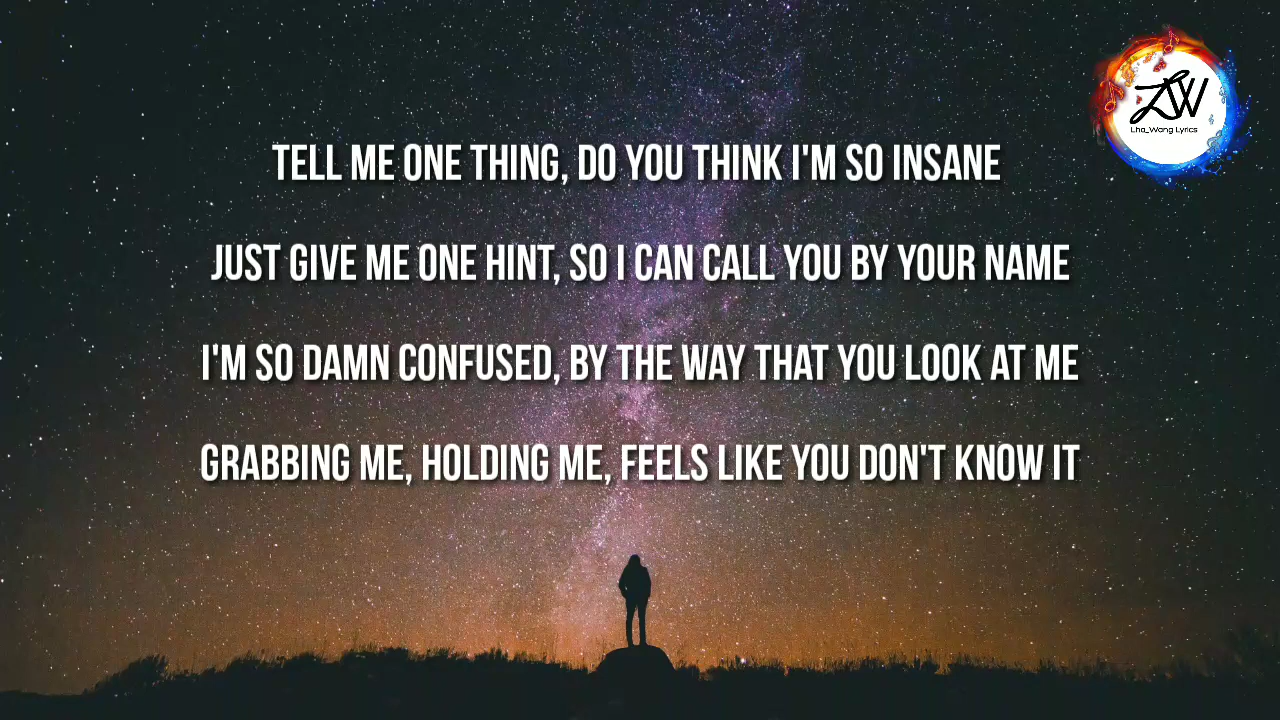 LW
Lha_Wang Lyrics
TELL ME ONE THING, DO YOU THINK I'M SO INSANE
JUST GIVE ME ONE HINT, SO I CAN CALL YOU BY YOUR NAME
I'M SO DAMN CONFUSED, BY THE WAY THAT YOU LOOK AT ME
GRABBING ME, HOLDING ME, FEELS LIKE YOU DON'T KNOW IT